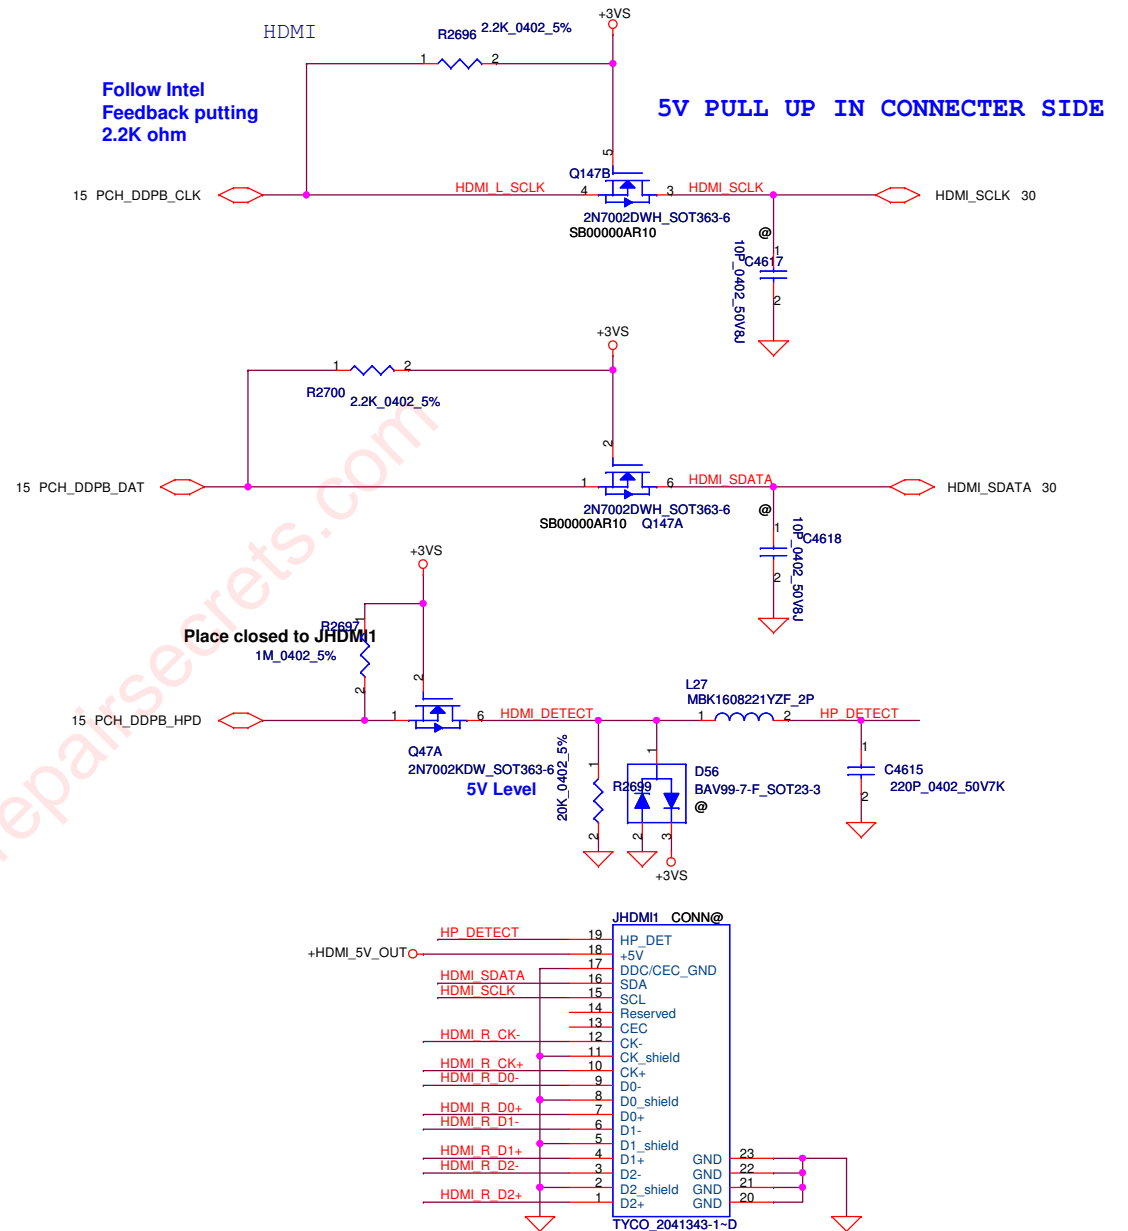 HDMI
+3VS
R2696 2.2K_0402_5%
1 2
Follow Intel
Feedback putting
2.2K ohm
5V PULL UP IN CONNECTER SIDE
5
Q147B
15 PCH_DDPB_CLK
HDMI_L_SCLK
4 3
HDMI_SCLK
HDMI_SCLK 30
2N7002DWH_SOT363-6
SB00000AR10
@
1
C4617
10P_0402_50V8J
2
+3VS
1 2
R2700
2.2K_0402_5%
2
15 PCH_DDPB_DAT
1 6
HDMI_SDATA
HDMI_SDATA 30
2N7002DWH_SOT363-6
SB00000AR10 Q147A
@
1
C4618
10P_0402_50V8J
2
+3VS
1
R2697
Place closed to JHDMI1
1M_0402_5%
2
2
15 PCH_DDPB_HPD
1 6
HDMI_DETECT
L27
MBK1608221YZF_2P
1 2
HP_DETECT
Q47A
2N7002KDW_SOT363-6
5V Level
20K_0402_5%
1
R2699
2
1
D56
BAV99-7-F_SOT23-3
@
2 3
+3VS
1
C4615
220P_0402_50V7K
2
repairsecrets.com
JHDMI1 CONN@
HP_DETECT 19 HP_DET
+HDMI_5V_OUT 18 +5V
17 DDC/CEC_GND
HDMI_SDATA 16 SDA
HDMI_SCLK 15 SCL
14 Reserved
13 CEC
HDMI_R_CK- 12 CK-
11 CK_shield
HDMI_R_CK+ 10 CK+
HDMI_R_D0- 9 D0-
8 D0_shield
HDMI_R_D0+ 7 D0+
HDMI_R_D1- 6 D1-
5 D1_shield
HDMI_R_D1+ 4 D1+ GND 23
HDMI_R_D2- 3 D2- GND 22
2 D2_shield GND 21
HDMI_R_D2+ 1 D2+ GND 20
TYCO_2041343-1~D